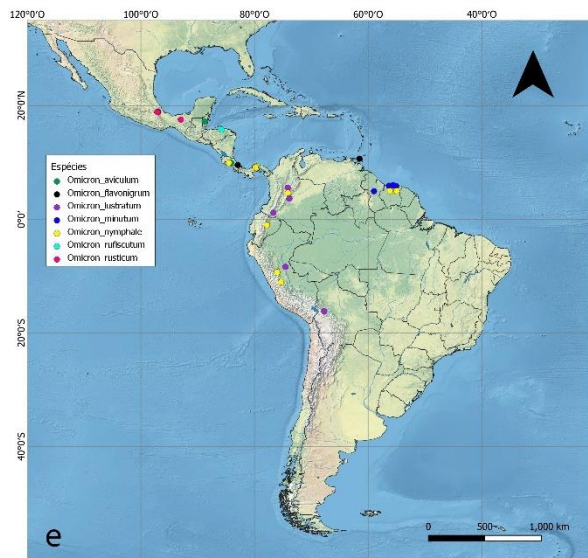 120°0'O
100°0'O
80°0'O
60°0'O
40°0'O
20°0'N
0°0'S
20°0'S
40°0'S
Espécies
Omicron_aviculum
Omicron_flavonigrum
Omicron_lustratum
Omicron_minutum
Omicron_nymphale
Omicron_rufiscutum
Omicron_rusticum
e
0 500 1,000 km